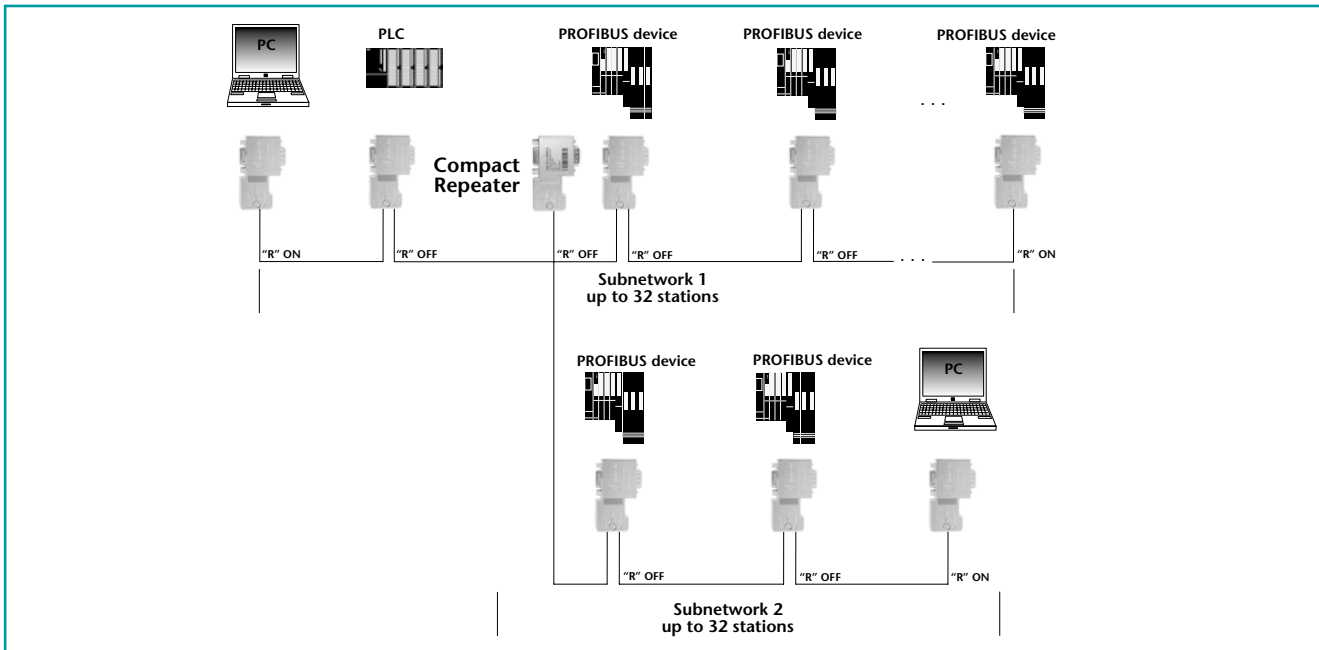 PC
PLC
PROFIBUS device
PROFIBUS device
PROFIBUS device
. . .
Compact
Repeater
“R” ON
“R” OFF
“R” OFF
“R” OFF
“R” OFF
. . .
“R” ON
Subnetwork 1
up to 32 stations
PROFIBUS device
PROFIBUS device
PC
“R” OFF
“R” OFF
“R” ON
Subnetwork 2
up to 32 stations